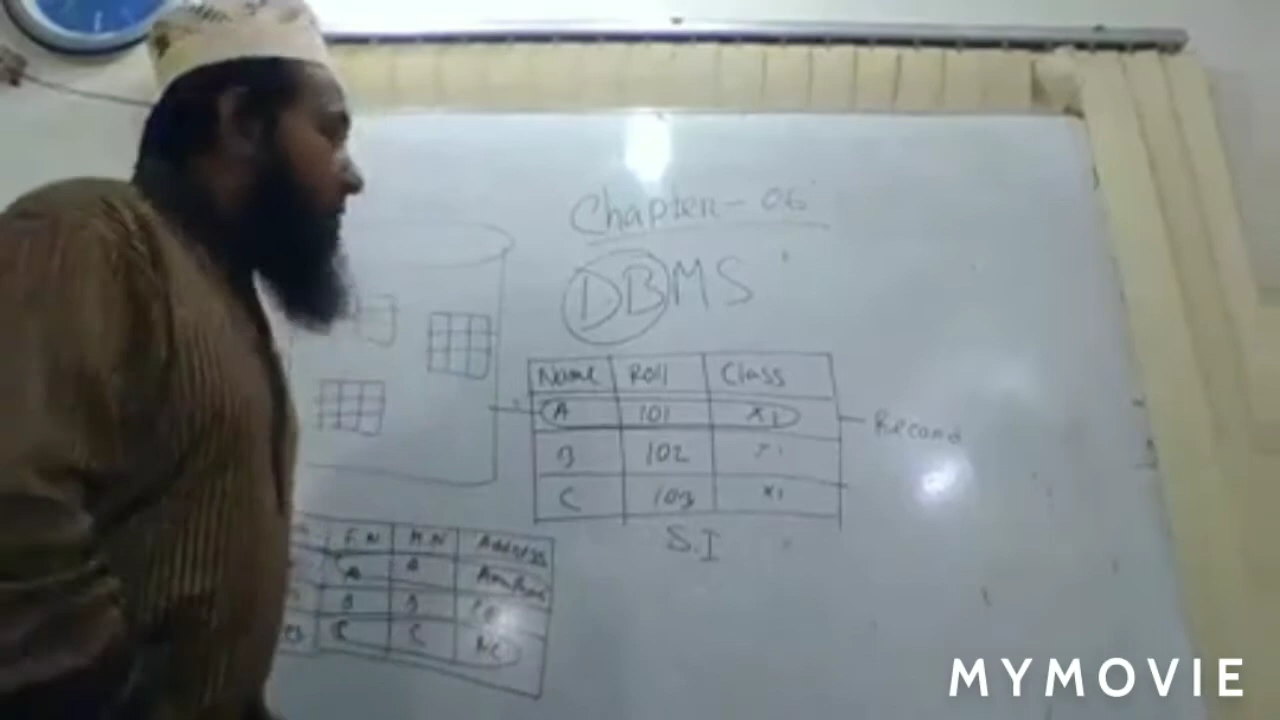 Chapter-06
DBMS
Name Roll Class
A 101 XI
B 102 XI
C 103 XI
Record
S.I
F.N M.N Address
A A
B B
C C
MYMOVIE